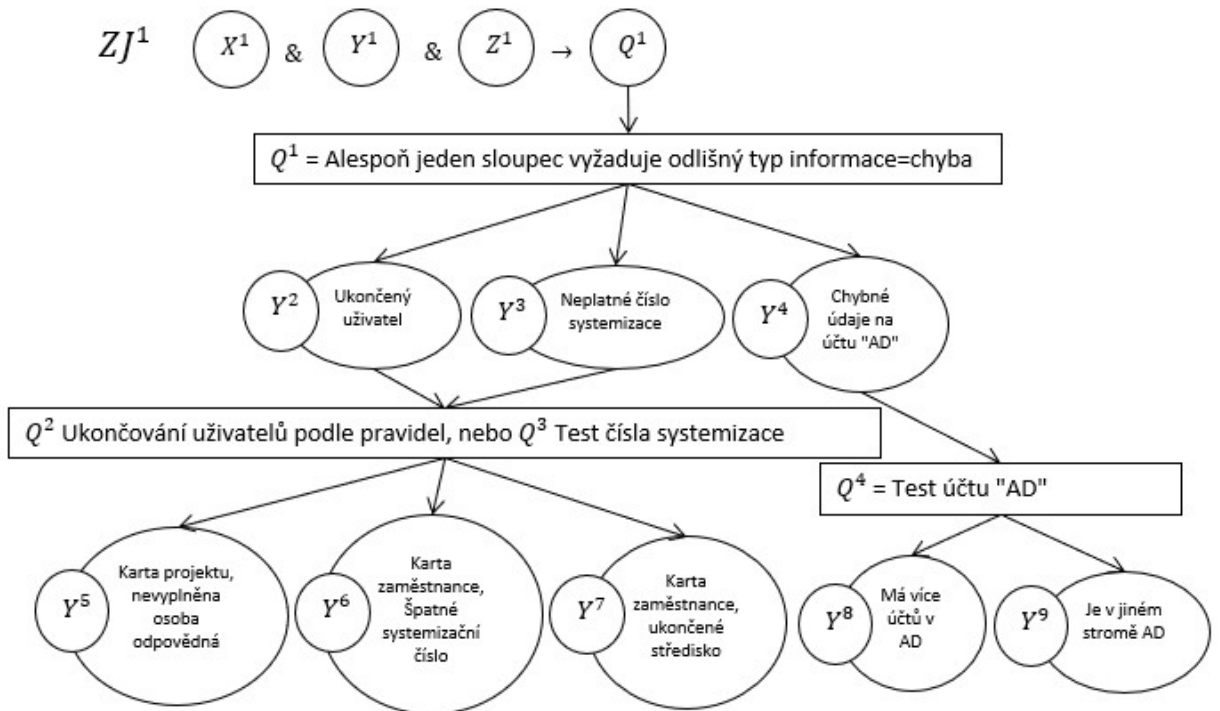 ZJ¹ X¹ & Y¹ & Z¹ → Q¹
Q¹ = Alespoň jeden sloupec vyžaduje odlišný typ informace=chyba
Y²
Ukončený
uživatel
Y³
Neplatné číslo
systemizace
Y⁴
Chybné
údaje na
účtu "AD"
Q² Ukončování uživatelů podle pravidel, nebo Q³ Test čísla systemizace
Q⁴ = Test účtu "AD"
Y⁵
Karta projektu,
nevyplněna
osoba
odpovědná
Y⁶
Karta
zaměstnance,
Špatné
systemizační
číslo
Y⁷
Karta
zaměstnance,
ukončené
středisko
Y⁸
Má více
účtů v
AD
Y⁹
Je v jiném
stromě AD